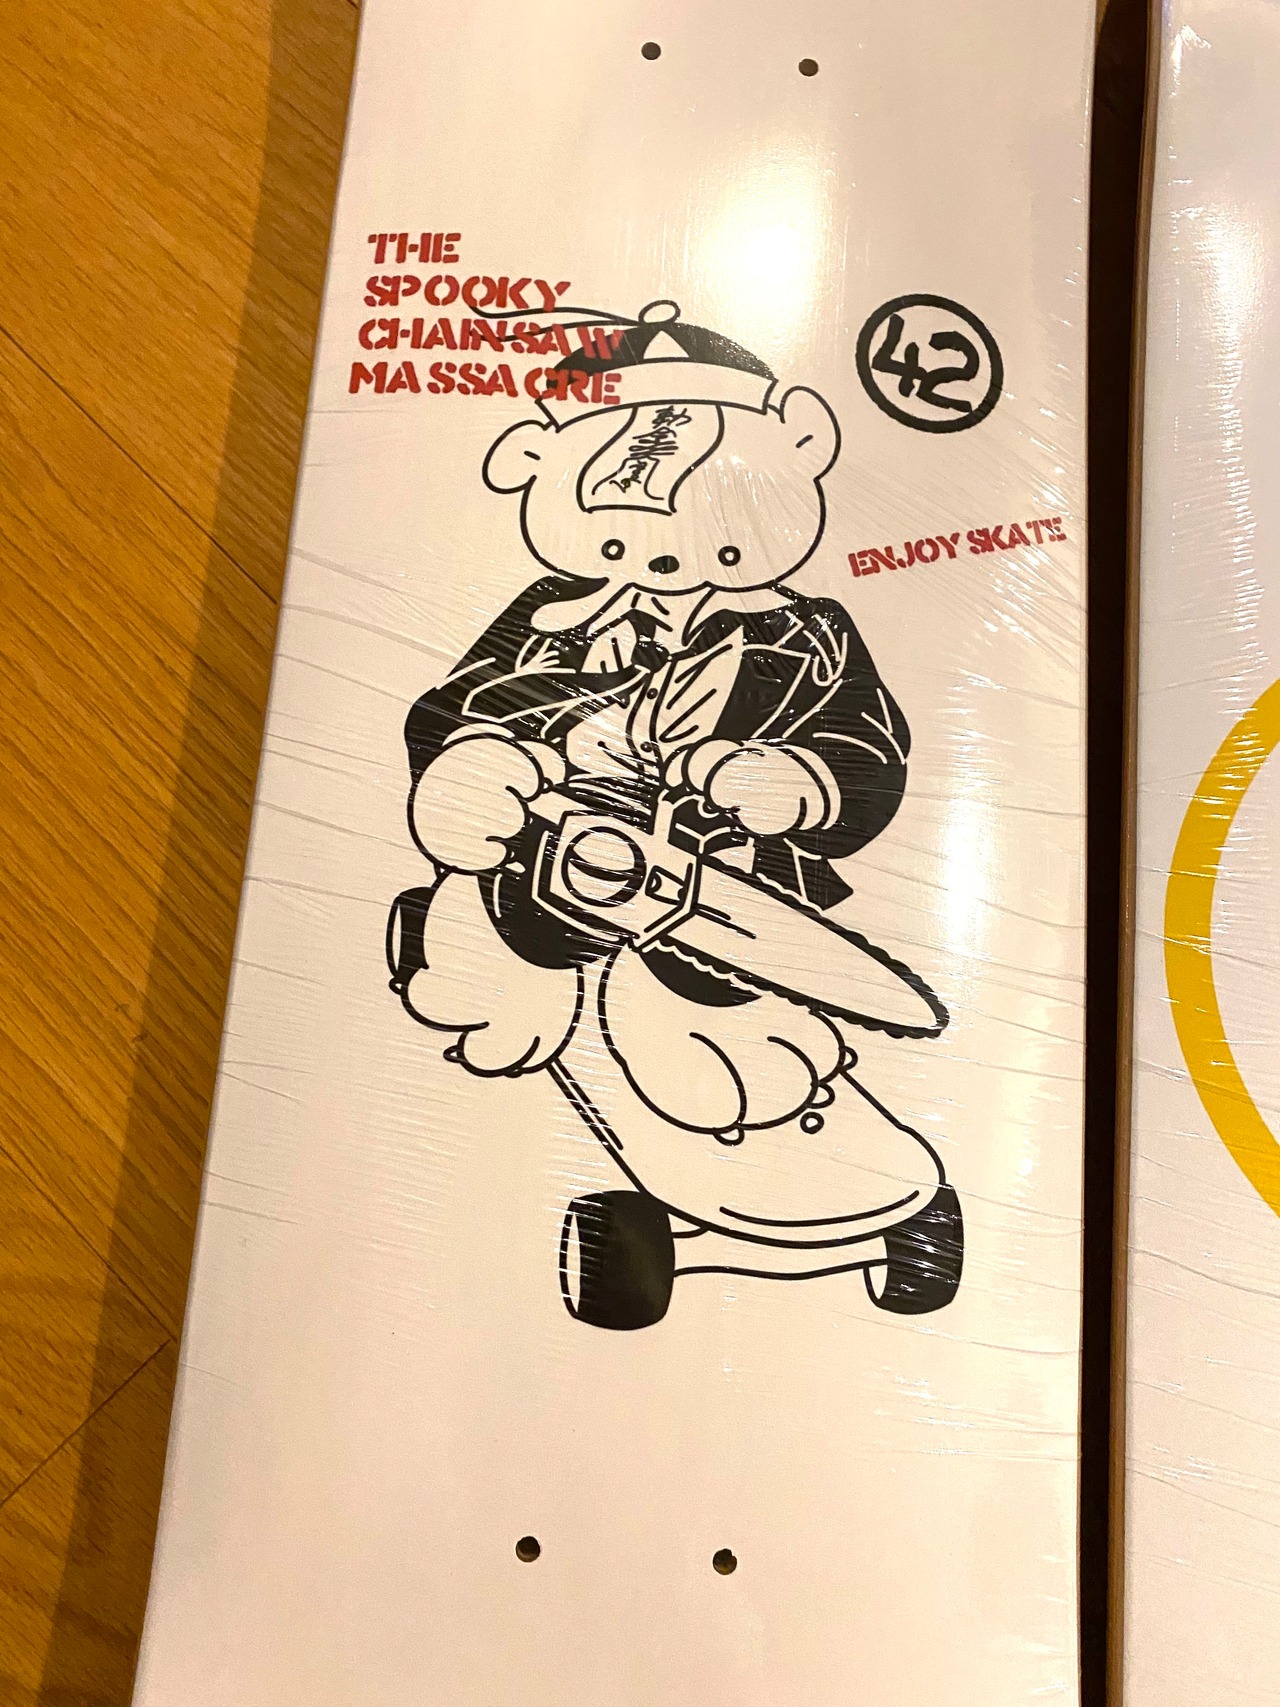 THE
SPOOKY
CHAINSAW
MASSACRE
42
ENJOY SKATE